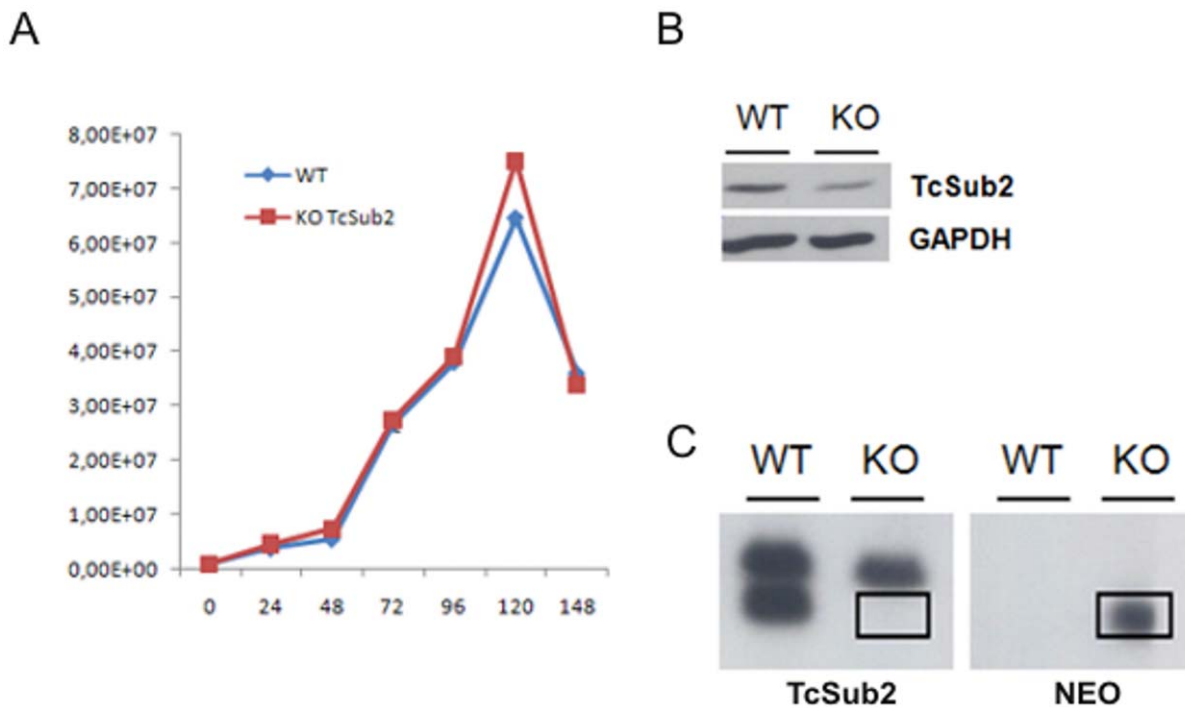 A
8,00E+07
7,00E+07
6,00E+07
5,00E+07
4,00E+07
3,00E+07
2,00E+07
1,00E+07
0,00E+00
WT
KO TcSub2
0 24 48 72 96 120 148
B
WT KO
TcSub2
GAPDH
C
WT KO WT KO
TcSub2 NEO